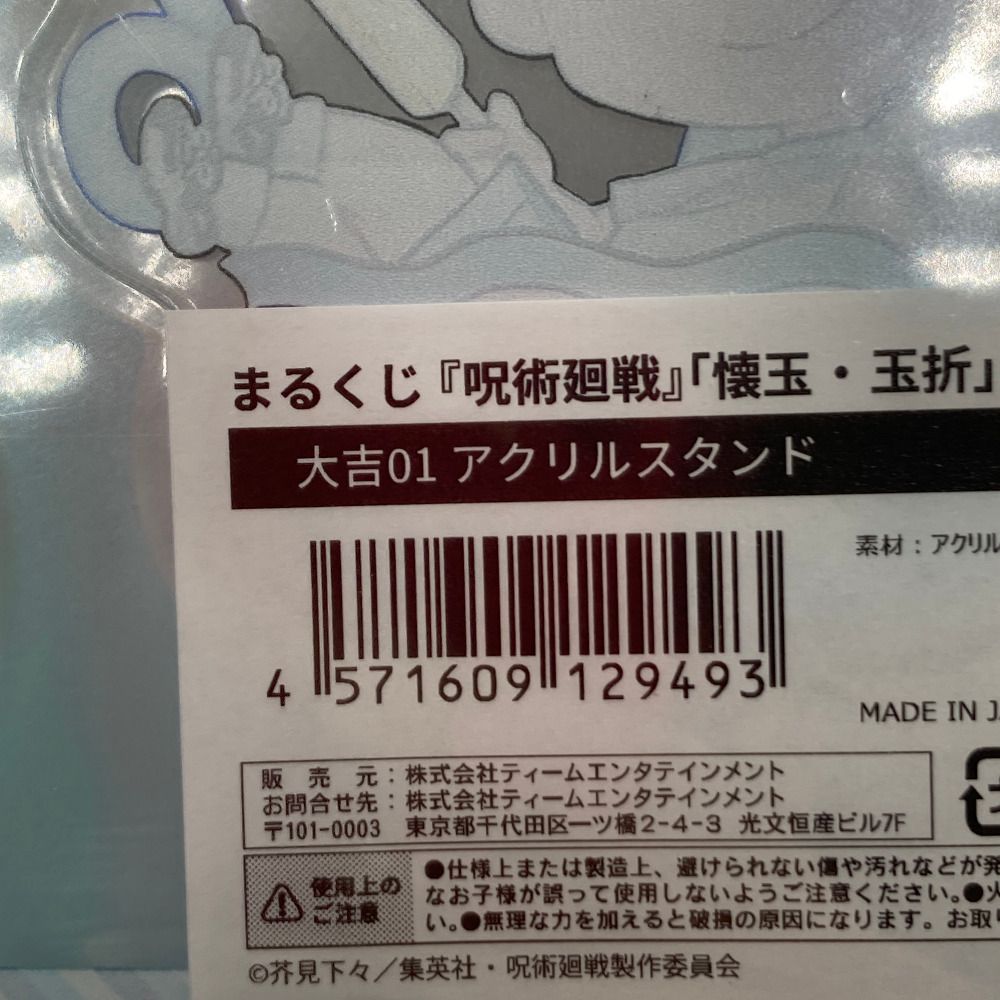 まるくじ『呪術廻戦』「懐玉・玉折」
大吉01 アクリルスタンド
素材：アクリル
4 571609 129493
MADE IN
販売元：株式会社ティームエンタテインメント
お問合せ先：株式会社ティームエンタテインメント
〒101-0003 東京都千代田区一ツ橋2-4-3 光文恒産ビル7F
使用上の
ご注意
●仕様上または製造上、避けられない傷や汚れなどが発
なお子様が誤って使用しないようご注意ください。●火
い。●無理な力を加えると破損の原因になります。お取り
©芥見下々／集英社・呪術廻戦製作委員会